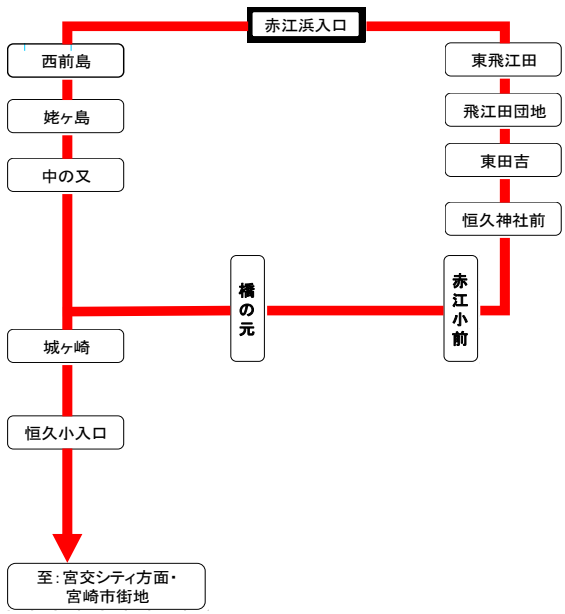 赤江浜入口
西前島
姥ヶ島
中の又
東飛江田
飛江田団地
東田吉
恒久神社前
橋の元
赤江小前
城ヶ崎
恒久小入口
至:宮交シティ方面・
宮崎市街地